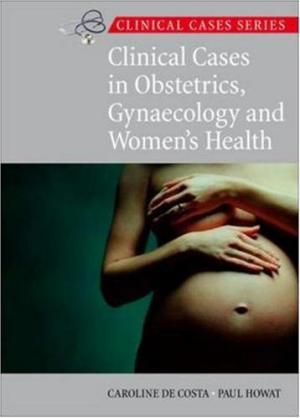 CLINICAL CASES SERIES
Clinical Cases
in Obstetrics,
Gynaecology and
Women's Health
CAROLINE DE COSTA · PAUL HOWAT